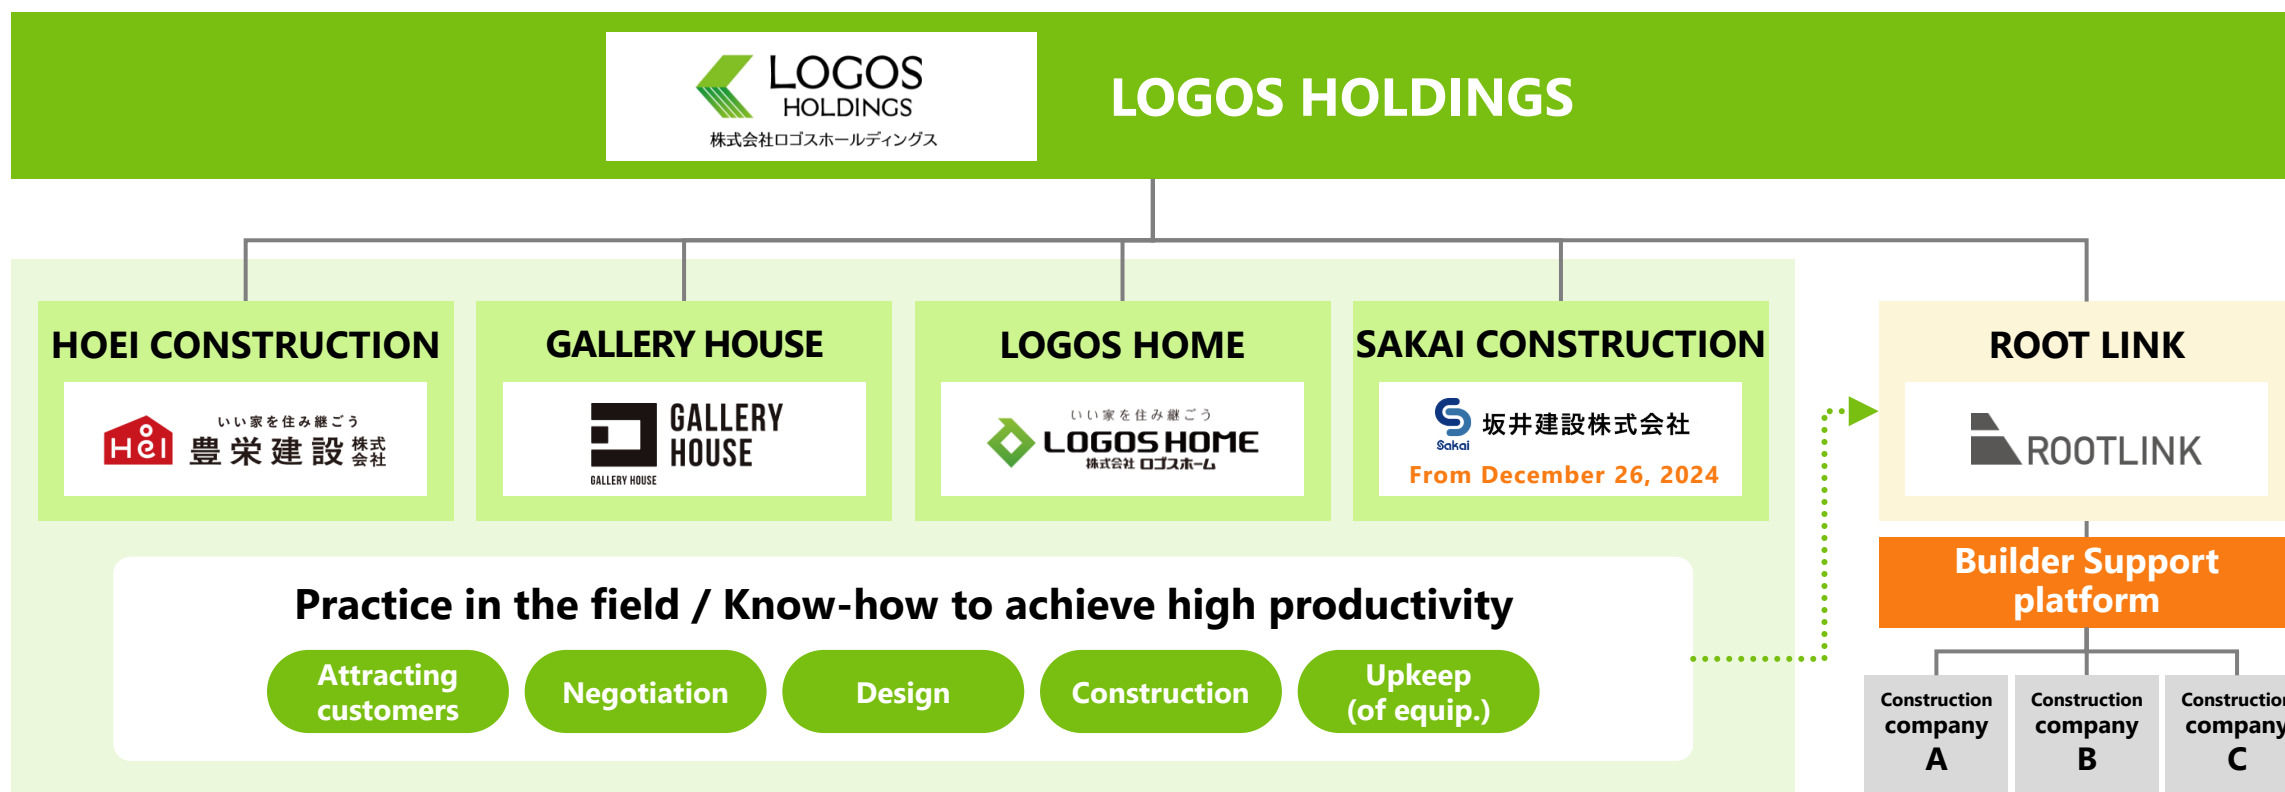 LOGOS
HOLDINGS
株式会社ロゴスホールディングス
LOGOS HOLDINGS
HOEI CONSTRUCTION
いい家を住み継ごう
HOEI
豊栄建設 株式会社
GALLERY HOUSE
GALLERY
HOUSE
GALLERY HOUSE
LOGOS HOME
いい家を住み継ごう
LOGOS HOME
株式会社 ロゴスホーム
SAKAI CONSTRUCTION
Sakai
坂井建設株式会社
From December 26, 2024
ROOT LINK
ROOTLINK
Builder Support
platform
Practice in the field / Know-how to achieve high productivity
Attracting
customers
Negotiation
Design
Construction
Upkeep
(of equip.)
Construction
company
A
Construction
company
B
Construction
company
C